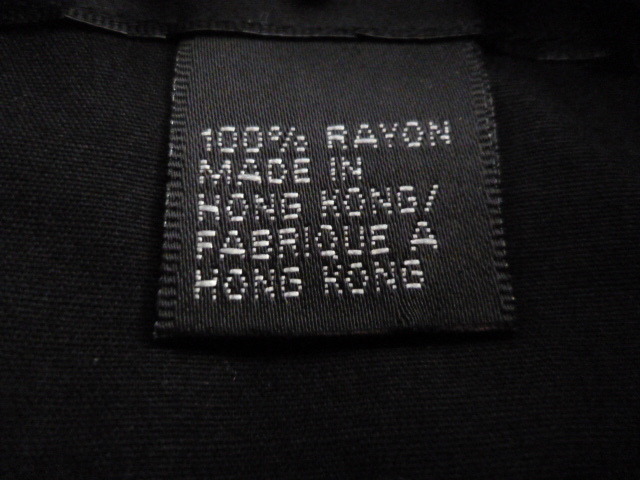 100% RAYON
MADE IN
HONG KONG/
FABRIQUE A
HONG KONG